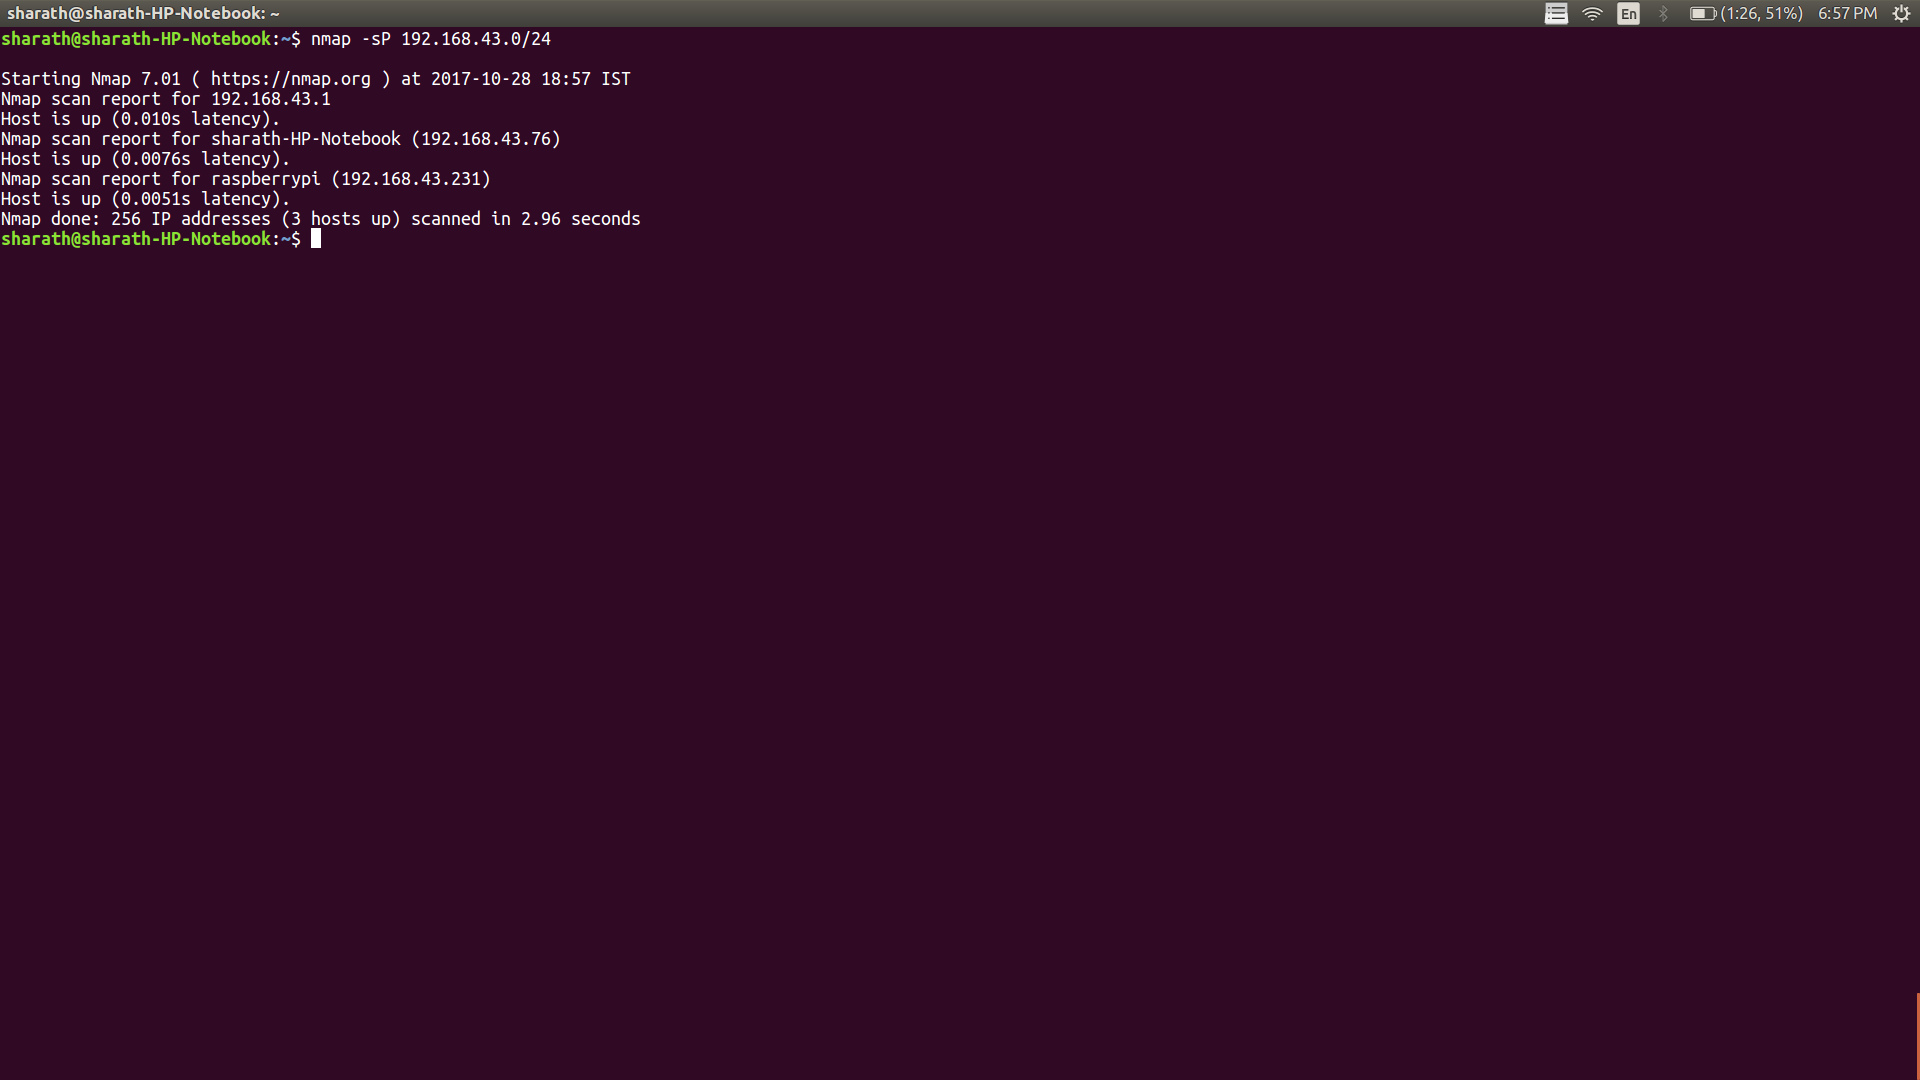 sharath@sharath-HP-Notebook: ~
En
(1:26, 51%)
6:57 PM
sharath@sharath-HP-Notebook:~$ nmap -sP 192.168.43.0/24
Starting Nmap 7.01 ( https://nmap.org ) at 2017-10-28 18:57 IST
Nmap scan report for 192.168.43.1
Host is up (0.010s latency).
Nmap scan report for sharath-HP-Notebook (192.168.43.76)
Host is up (0.0076s latency).
Nmap scan report for raspberrypi (192.168.43.231)
Host is up (0.0051s latency).
Nmap done: 256 IP addresses (3 hosts up) scanned in 2.96 seconds
sharath@sharath-HP-Notebook:~$